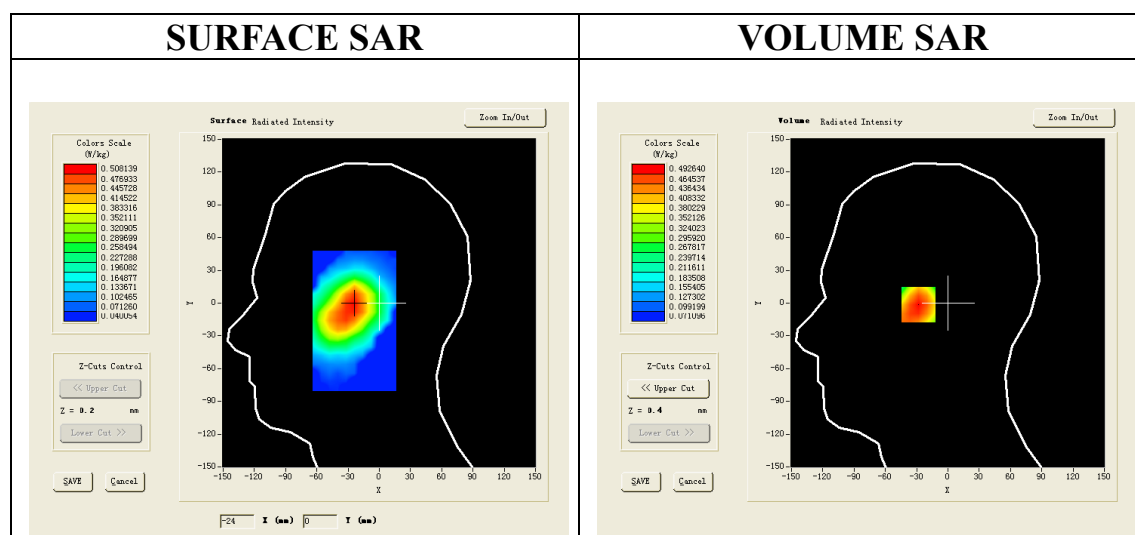 SURFACE SAR
VOLUME SAR
Surface Radiated Intensity
Zoom In/Out
Colors Scale
(W/kg)
0.508139
0.476933
0.445728
0.414522
0.383316
0.352111
0.320905
0.289699
0.258494
0.227288
0.196082
0.164877
0.133671
0.102465
0.071260
0.040054
Z-Cuts Control
<< Upper Cut
Z = 0.2 mm
Lower Cut >>
SAVE
Cancel
150
120
90
60
30
0
-30
-60
-90
-120
-150
Y
-150 -120 -90 -60 -30 0 30 60 90 120 150
X
-24 X (mm) 0 Y (mm)
Volume Radiated Intensity
Zoom In/Out
Colors Scale
(W/kg)
0.492640
0.464537
0.436434
0.408332
0.380229
0.352126
0.324023
0.295920
0.267817
0.239714
0.211611
0.183508
0.155405
0.127302
0.099199
0.071096
Z-Cuts Control
<< Upper Cut
Z = 0.4 mm
Lower Cut >>
SAVE
Cancel
150
120
90
60
30
0
-30
-60
-90
-120
-150
Y
-150 -120 -90 -60 -30 0 30 60 90 120 150
X